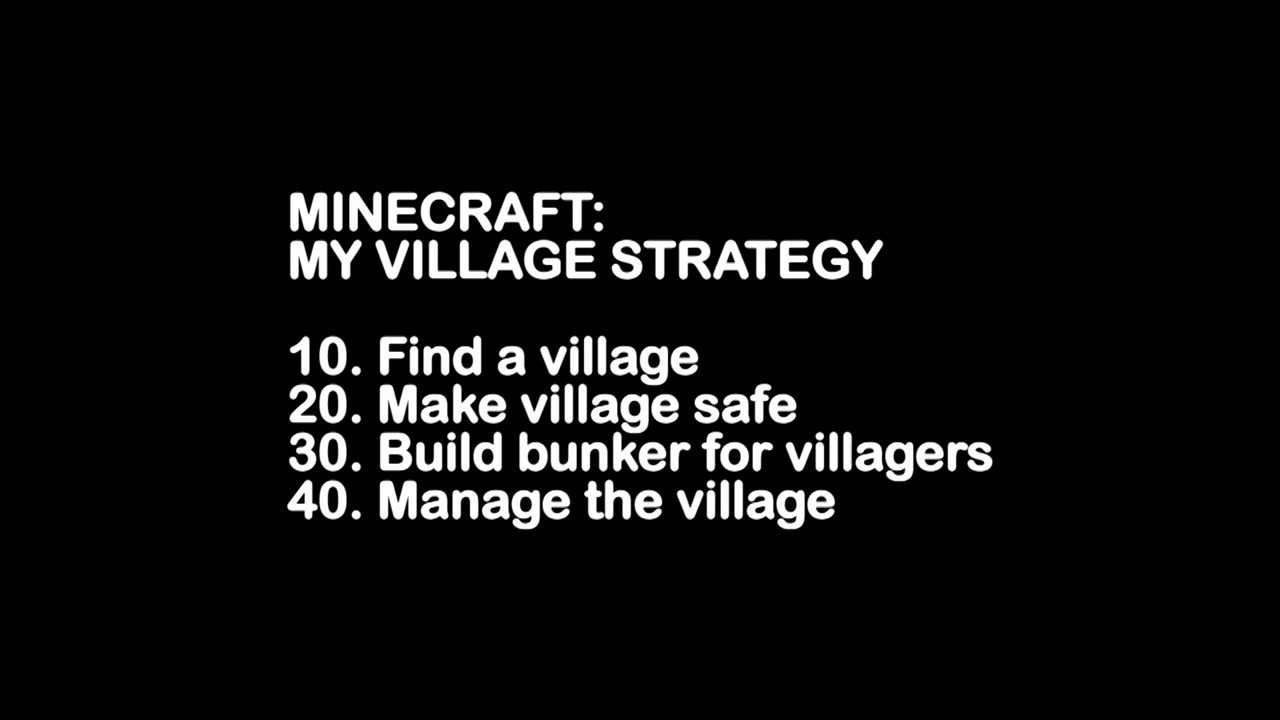 MINECRAFT:
MY VILLAGE STRATEGY
10. Find a village
20. Make village safe
30. Build bunker for villagers
40. Manage the village